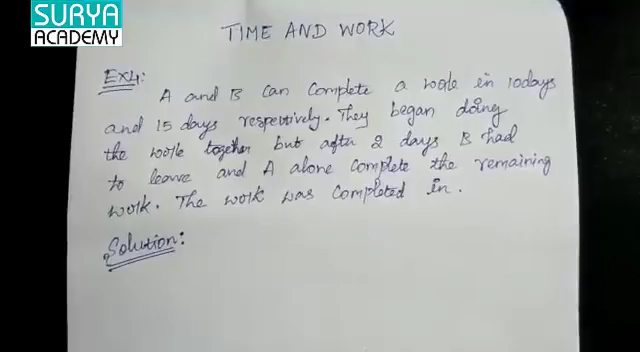 SURYA
ACADEMY
TIME AND WORK
Ex4:
A and B can complete a work in 10days
and 15 days respectively. They began doing
the work together but after 2 days B had
to leave and A alone complete the remaining
work. The work was completed in.
Solution: